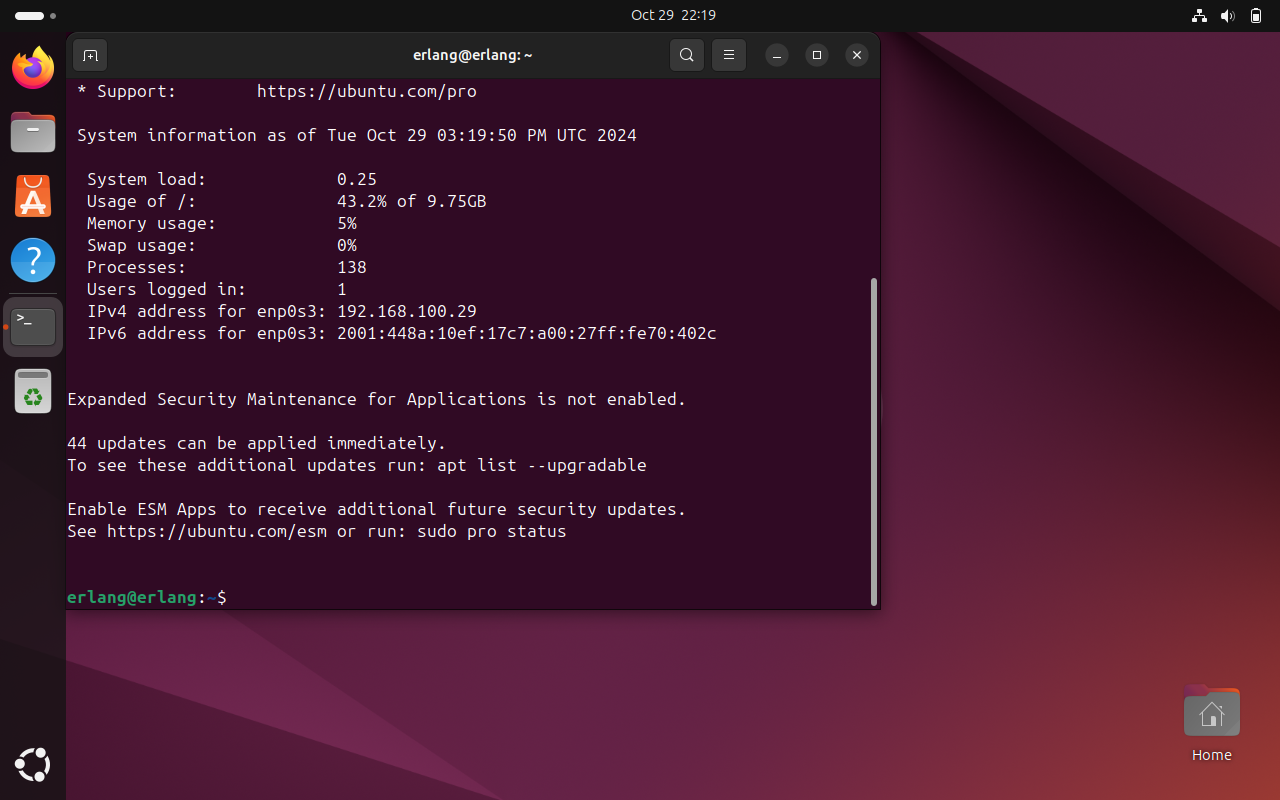 Oct 29 22:19
erlang@erlang: ~
* Support: https://ubuntu.com/pro
System information as of Tue Oct 29 03:19:50 PM UTC 2024
System load: 0.25
Usage of /: 43.2% of 9.75GB
Memory usage: 5%
Swap usage: 0%
Processes: 138
Users logged in: 1
IPv4 address for enp0s3: 192.168.100.29
IPv6 address for enp0s3: 2001:448a:10ef:17c7:a00:27ff:fe70:402c
Expanded Security Maintenance for Applications is not enabled.
44 updates can be applied immediately.
To see these additional updates run: apt list --upgradable
Enable ESM Apps to receive additional future security updates.
See https://ubuntu.com/esm or run: sudo pro status
erlang@erlang:~$
Home